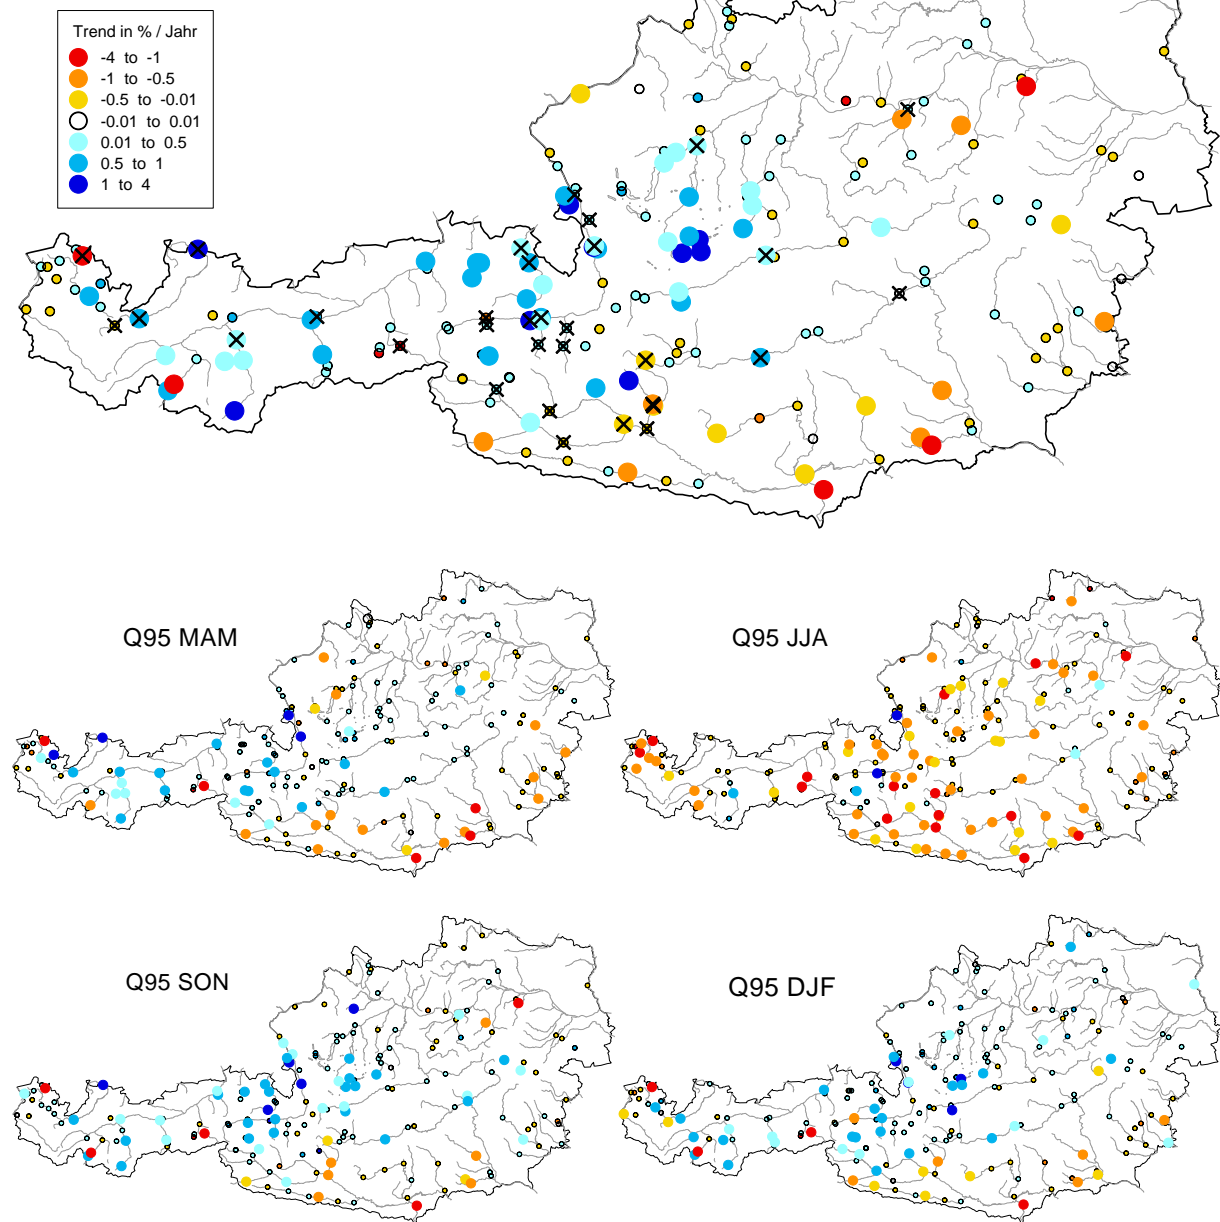 Trend in % / Jahr
-4 to -1
-1 to -0.5
-0.5 to -0.01
-0.01 to 0.01
0.01 to 0.5
0.5 to 1
1 to 4
Q95 MAM
Q95 JJA
Q95 SON
Q95 DJF